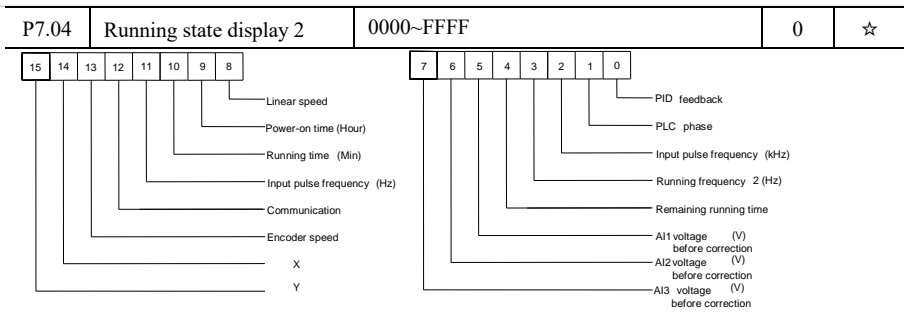 P7.04 Running state display 2 0000~FFFF 0 ☆
15 14 13 12 11 10 9 8
7 6 5 4 3 2 1 0
Linear speed
Power-on time (Hour)
Running time (Min)
Input pulse frequency (Hz)
Communication
Encoder speed
X
Y
PID feedback
PLC phase
Input pulse frequency (kHz)
Running frequency 2 (Hz)
Remaining running time
AI1 voltage (V)
before correction
AI2 voltage (V)
before correction
AI3 voltage (V)
before correction